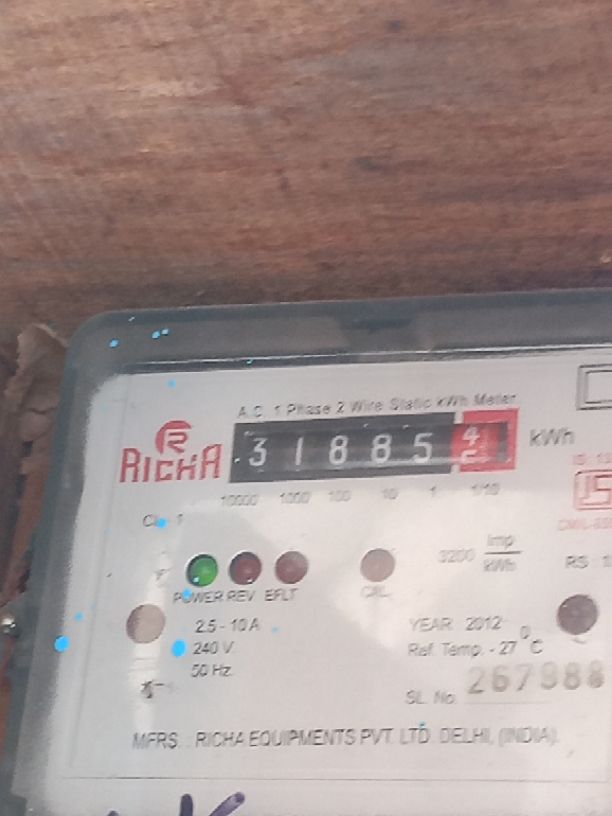 A.C. 1 Phase 2 Wire Static kWh Meter
RICHA
31885 4 kWh
10000 1000 100 10 1 1/10
3200 imp/kWh
POWER REV EFLT
CAL
2.5 - 10 A
240 V.
50 Hz.
YEAR : 2012
Ref. Temp. - 27 °C
SL. No. 267988
MFRS. : RICHA EQUIPMENTS PVT. LTD. DELHI, (INDIA).